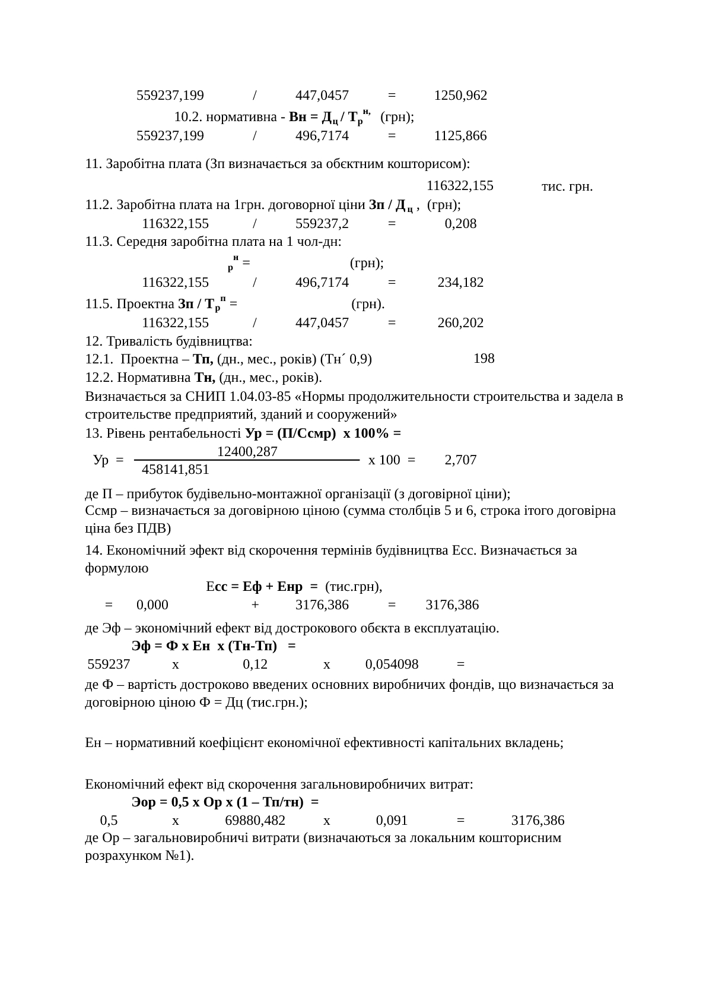 559237,199 / 447,0457 = 1250,962
10.2. нормативна - Вн = Дц / Трн, (грн);
559237,199 / 496,7174 = 1125,866
11. Заробітна плата (Зп визначається за обєктним кошторисом):
116322,155 тис. грн.
11.2. Заробітна плата на 1грн. договорної ціни Зп / Дц , (грн);
116322,155 / 559237,2 = 0,208
11.3. Середня заробітна плата на 1 чол-дн:
рн = (грн);
116322,155 / 496,7174 = 234,182
11.5. Проектна Зп / Трп = (грн).
116322,155 / 447,0457 = 260,202
12. Тривалість будівництва:
12.1. Проектна – Тп, (дн., мес., років) (Тн´ 0,9) 198
12.2. Нормативна Тн, (дн., мес., років).
Визначається за СНИП 1.04.03-85 «Нормы продолжительности строительства и задела в
строительстве предприятий, зданий и сооружений»
13. Рівень рентабельності Ур = (П/Ссмр) х 100% =
12400,287
Ур = х 100 = 2,707
458141,851
де П – прибуток будівельно-монтажної організації (з договірної ціни);
Ссмр – визначається за договірною ціною (сумма столбців 5 и 6, строка ітого договірна
ціна без ПДВ)
14. Економічний эфект від скорочення термінів будівництва Есс. Визначається за
формулою
Есс = Еф + Енр = (тис.грн),
= 0,000 + 3176,386 = 3176,386
де Эф – экономічний ефект від дострокового обєкта в експлуатацію.
Эф = Ф х Ен х (Тн-Тп) =
559237 х 0,12 х 0,054098 =
де Ф – вартість достроково введених основних виробничих фондів, що визначається за
договірною ціною Ф = Дц (тис.грн.);
Ен – нормативний коефіцієнт економічної ефективності капітальних вкладень;
Економічний ефект від скорочення загальновиробничих витрат:
Эор = 0,5 х Ор х (1 – Тп/тн) =
0,5 х 69880,482 х 0,091 = 3176,386
де Ор – загальновиробничі витрати (визначаються за локальним кошторисним
розрахунком №1).